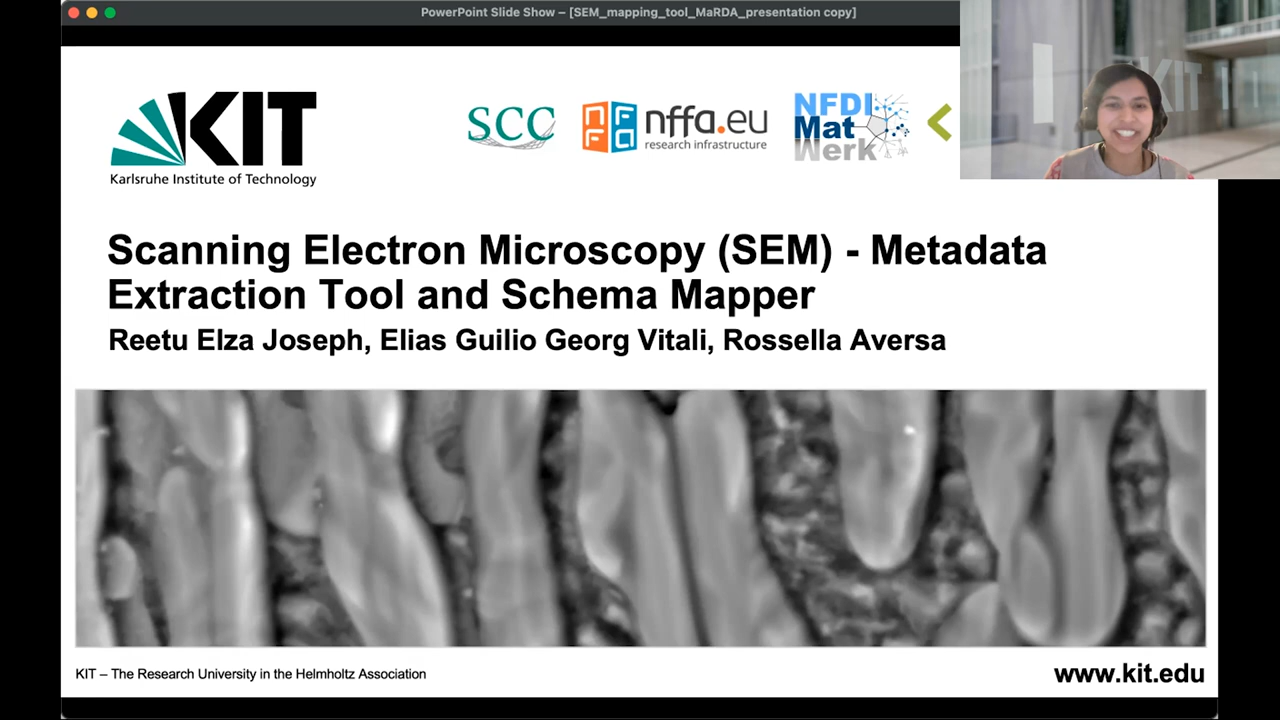 PowerPoint Slide Show – [SEM_mapping_tool_MaRDA_presentation copy]
KIT
Karlsruhe Institute of Technology
SCC
NFFA
nffa.eu
research infrastructure
NFDI
Mat
Werk
KIT
Scanning Electron Microscopy (SEM) - Metadata
Extraction Tool and Schema Mapper
Reetu Elza Joseph, Elias Guilio Georg Vitali, Rossella Aversa
KIT – The Research University in the Helmholtz Association
www.kit.edu